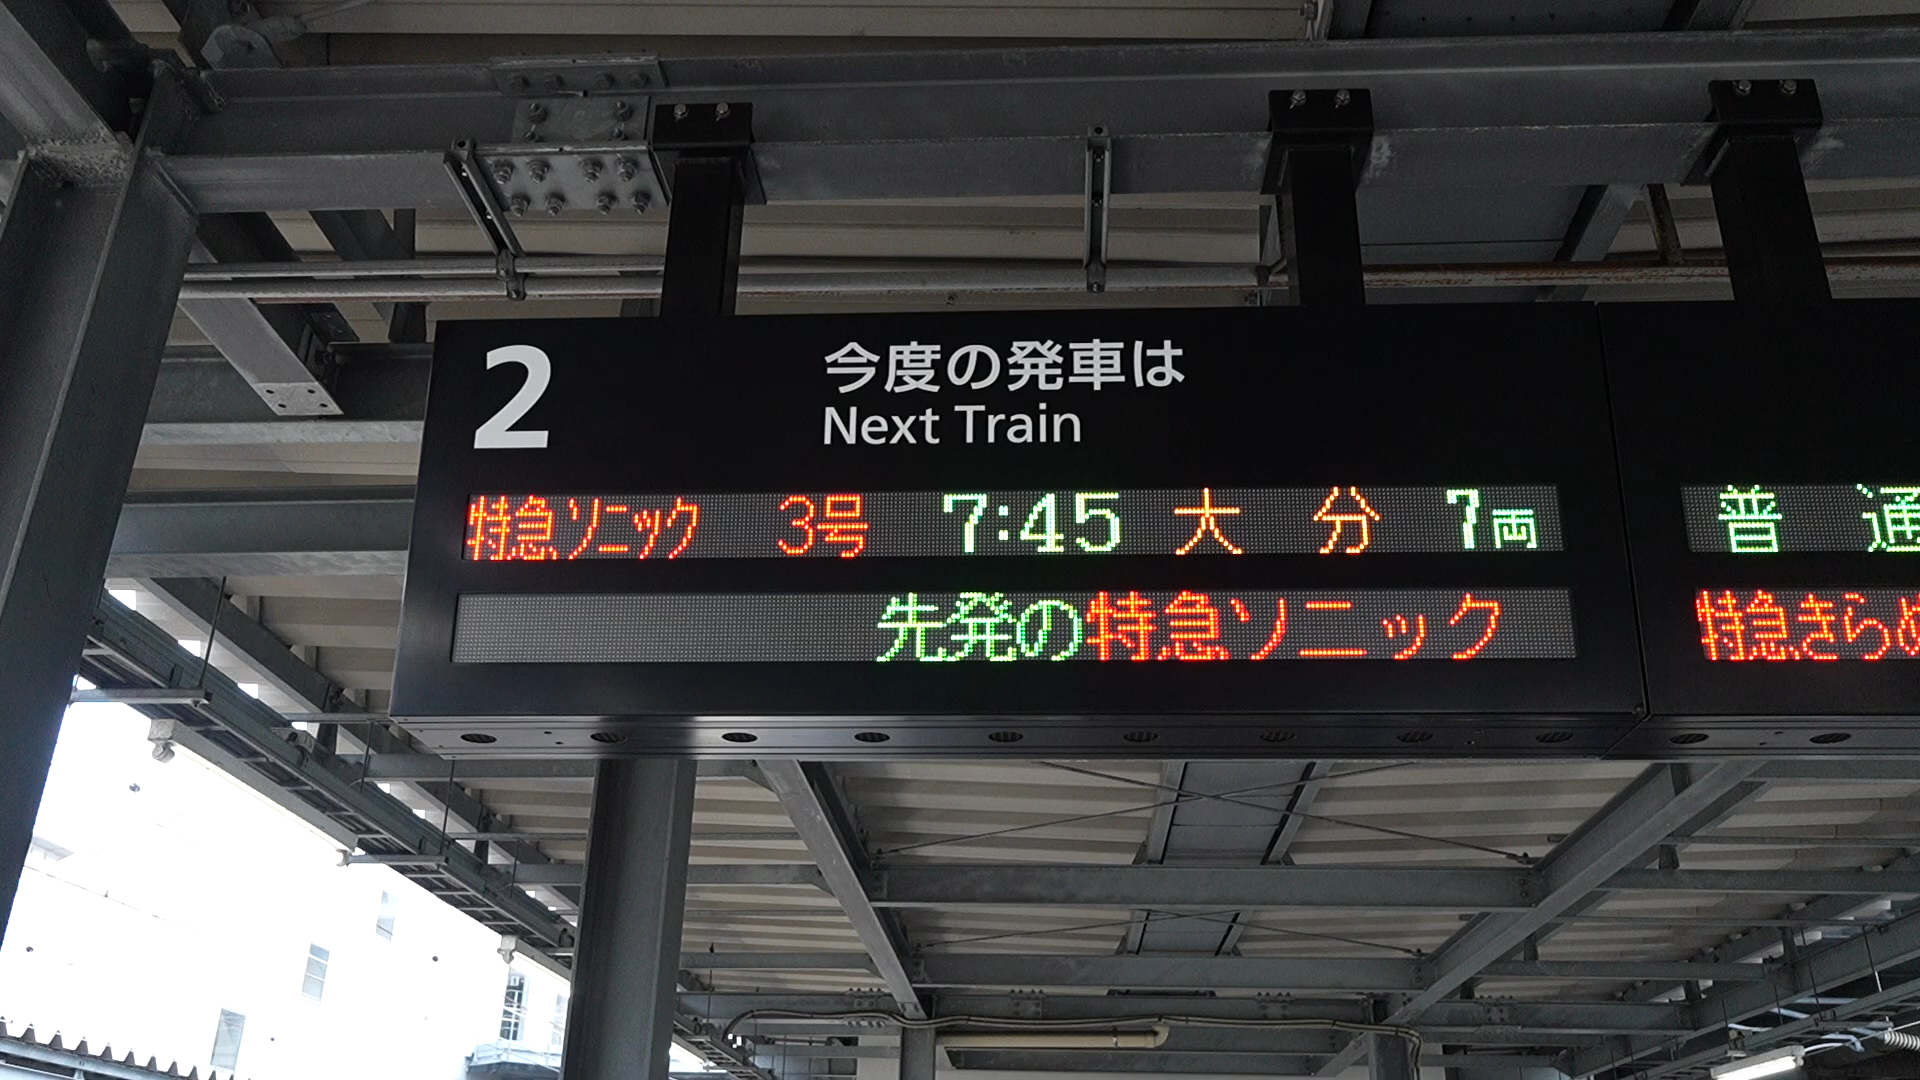 2
今度の発車は
Next Train
特急ソニック 3号 7:45 大分 7両
先発の特急ソニック
普通
特急きら